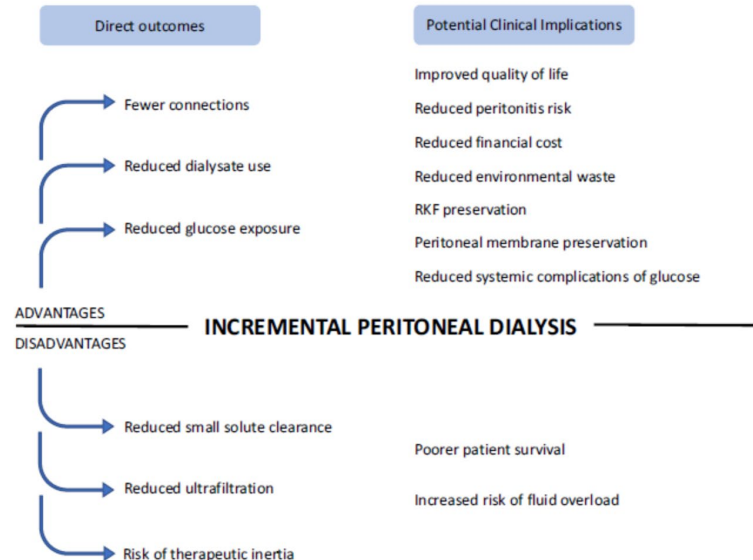 Direct outcomes
Potential Clinical Implications
Fewer connections
Reduced dialysate use
Reduced glucose exposure
Improved quality of life
Reduced peritonitis risk
Reduced financial cost
Reduced environmental waste
RKF preservation
Peritoneal membrane preservation
Reduced systemic complications of glucose
ADVANTAGES
INCREMENTAL PERITONEAL DIALYSIS
DISADVANTAGES
Reduced small solute clearance
Reduced ultrafiltration
Risk of therapeutic inertia
Poorer patient survival
Increased risk of fluid overload